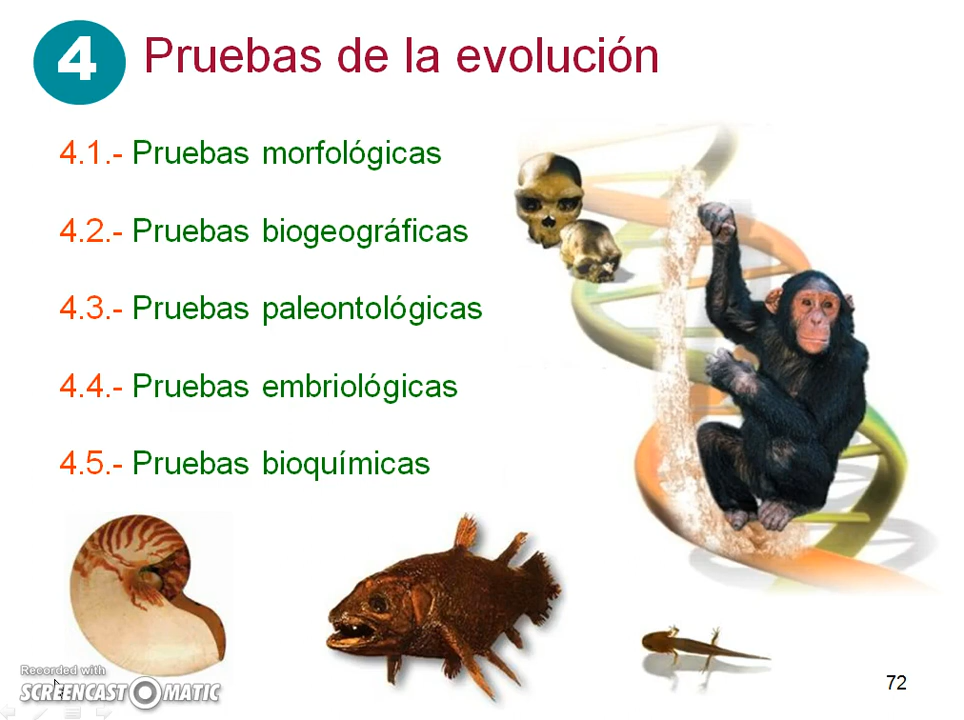 4
Pruebas de la evolución
4.1.- Pruebas morfológicas
4.2.- Pruebas biogeográficas
4.3.- Pruebas paleontológicas
4.4.- Pruebas embriológicas
4.5.- Pruebas bioquímicas
Recorded with
SCREENCAST MATIC
72